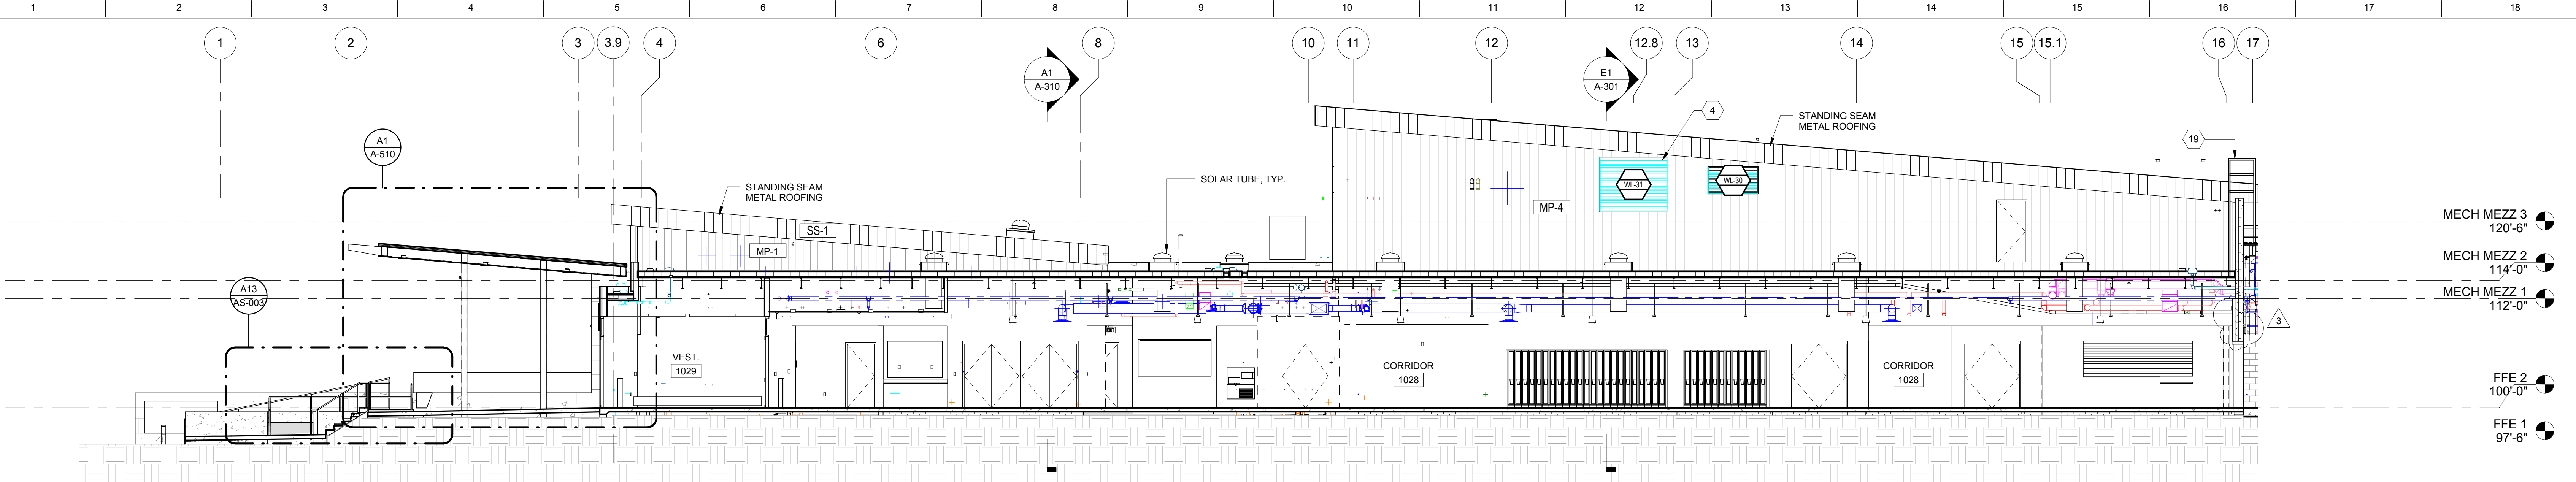 1 2 3 4 5 6 7 8 9 10 11 12 13 14 15 16 17 18
1 2 3 3.9 4 6 8 10 11 12 12.8 13 14 15 15.1 16 17
A1
A-310
E1
A-301
4
STANDING SEAM
METAL ROOFING
19
A1
A-510
SOLAR TUBE, TYP.
WL-31
WL-30
STANDING SEAM
METAL ROOFING
MP-4
SS-1
MP-1
MECH MEZZ 3
120'-6"
MECH MEZZ 2
114'-0"
MECH MEZZ 1
112'-0"
A13
AS-003
3
VEST.
1029
CORRIDOR
1028
CORRIDOR
1028
FFE 2
100'-0"
FFE 1
97'-6"